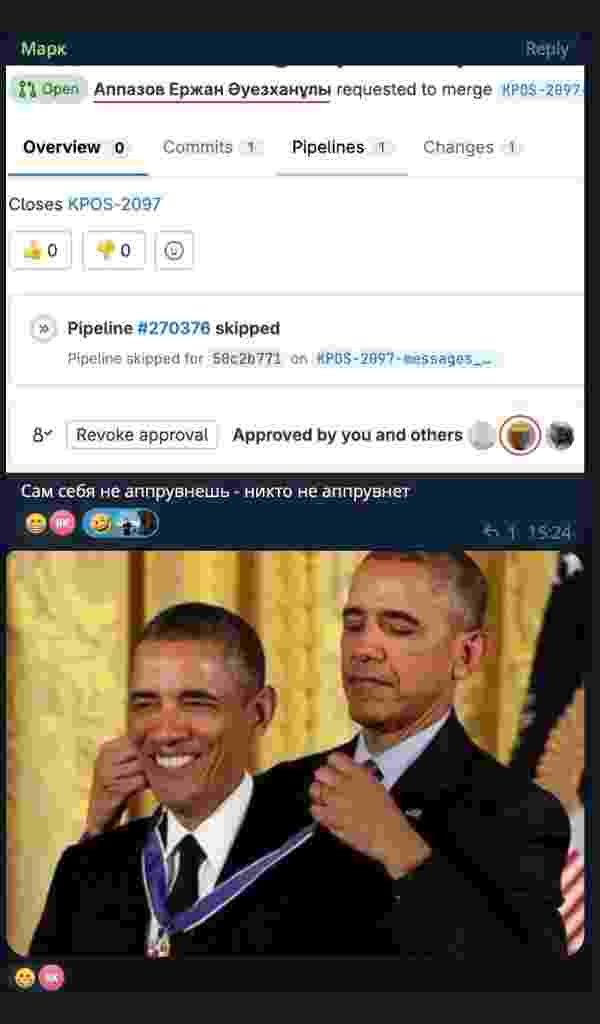 Марк
Reply
Open Аппазов Ержан Әуезханұлы requested to merge KPOS-2097-
Overview 0 Commits 1 Pipelines 1 Changes 1
Closes KPOS-2097
👍 0 👎 0
Pipeline #270376 skipped
Pipeline skipped for 50c2b771 on KPOS-2097-messages_…
Revoke approval Approved by you and others
Сам себя не аппрувнешь - никто не аппрувнет
1 15:24